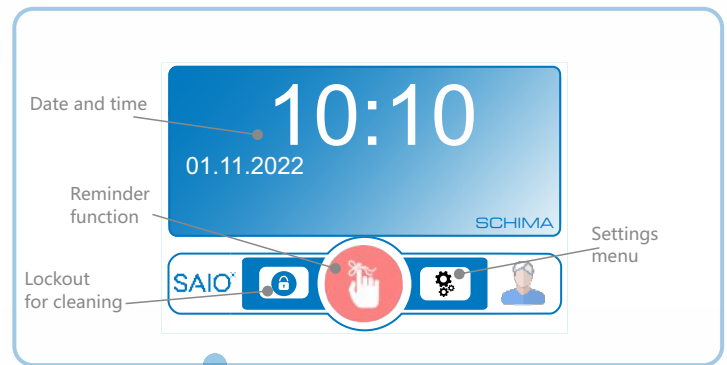 Date and time
10:10
01.11.2022
Reminder
function
SCHIMA
Settings
menu
SAIO
Lockout
for cleaning